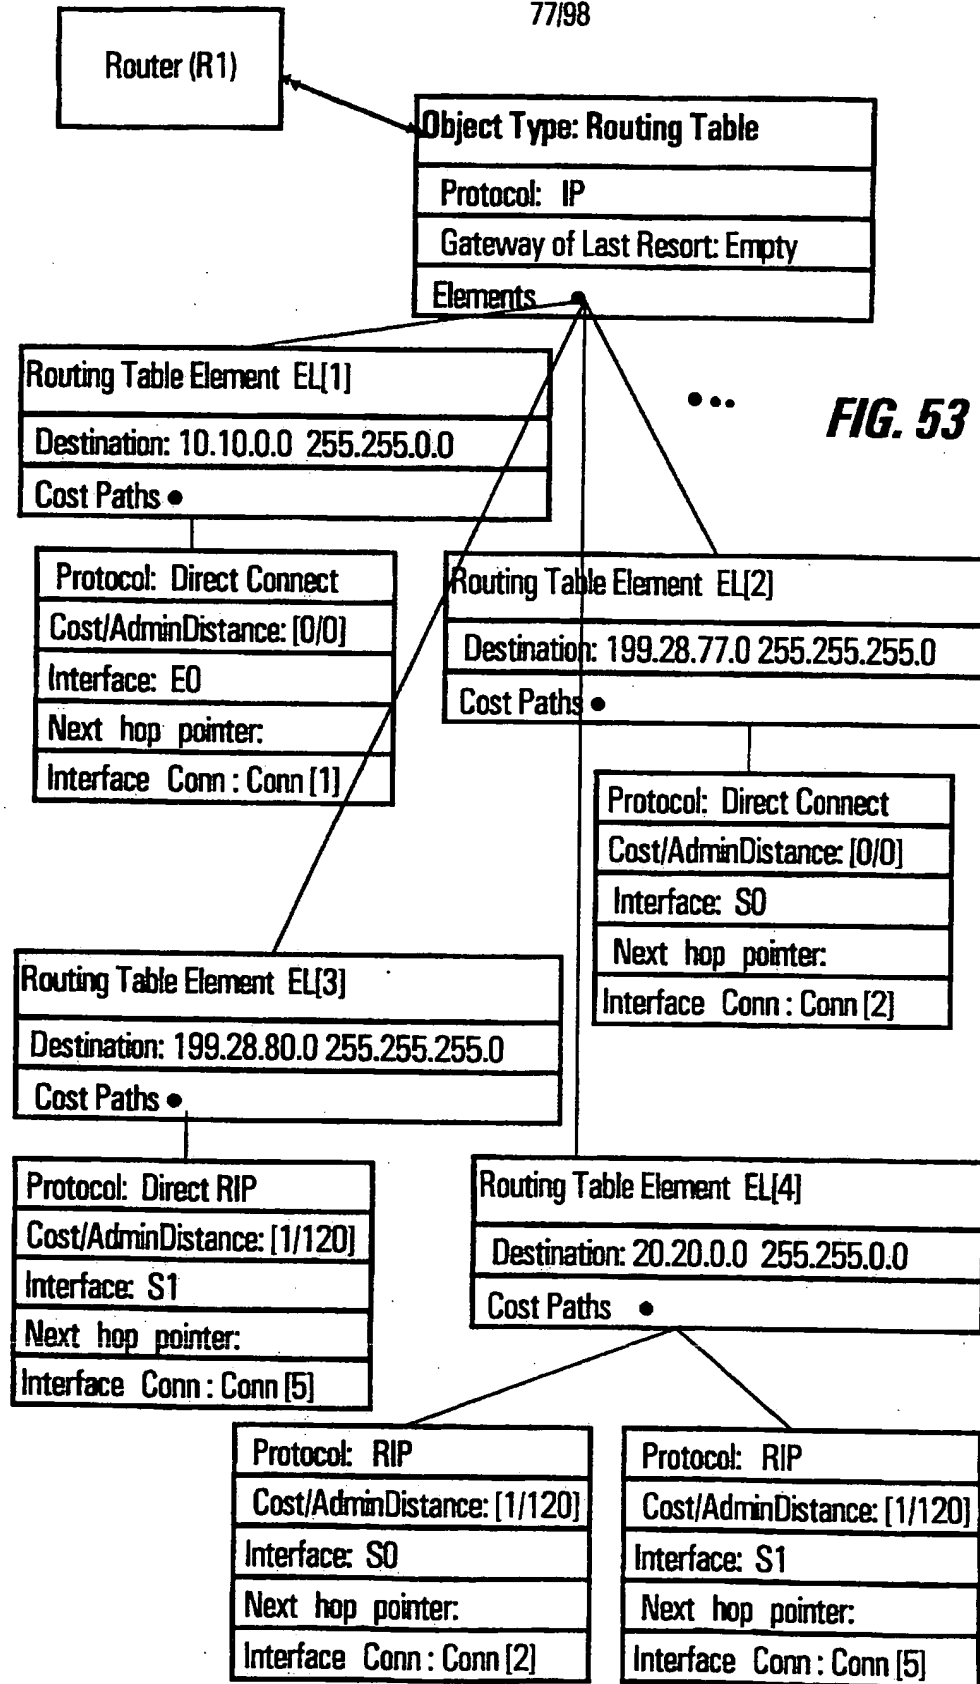 77/98
Router (R1)
Object Type: Routing Table
Protocol: IP
Gateway of Last Resort: Empty
Elements
Routing Table Element EL[1]
Destination: 10.10.0.0 255.255.0.0
Cost Paths
FIG. 53
Protocol: Direct Connect
Cost/AdminDistance: [0/0]
Interface: E0
Next hop pointer:
Interface Conn : Conn [1]
Routing Table Element EL[2]
Destination: 199.28.77.0 255.255.255.0
Cost Paths
Protocol: Direct Connect
Cost/AdminDistance: [0/0]
Interface: S0
Next hop pointer:
Interface Conn : Conn [2]
Routing Table Element EL[3]
Destination: 199.28.80.0 255.255.255.0
Cost Paths
Protocol: Direct RIP
Cost/AdminDistance: [1/120]
Interface: S1
Next hop pointer:
Interface Conn : Conn [5]
Routing Table Element EL[4]
Destination: 20.20.0.0 255.255.0.0
Cost Paths
Protocol: RIP
Cost/AdminDistance: [1/120]
Interface: S0
Next hop pointer:
Interface Conn : Conn [2]
Protocol: RIP
Cost/AdminDistance: [1/120]
Interface: S1
Next hop pointer:
Interface Conn : Conn [5]